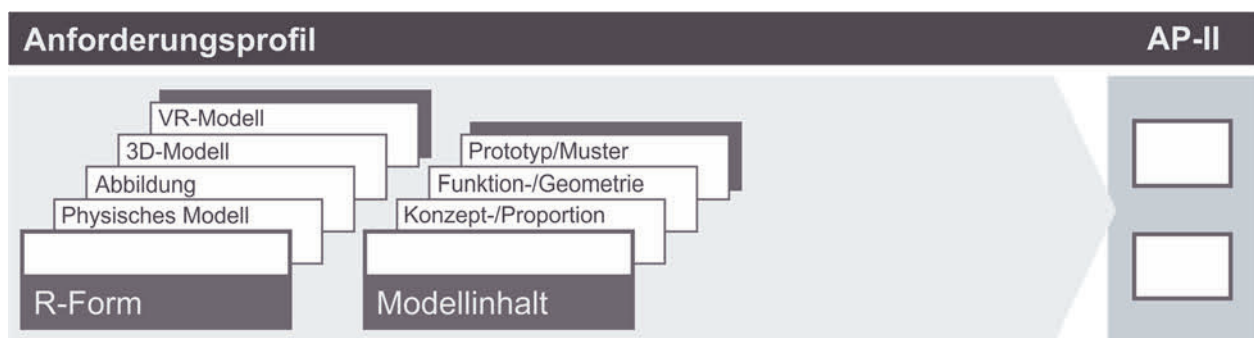 Anforderungsprofil
AP-II
VR-Modell
3D-Modell
Abbildung
Physisches Modell
R-Form
Prototyp/Muster
Funktion-/Geometrie
Konzept-/Proportion
Modellinhalt